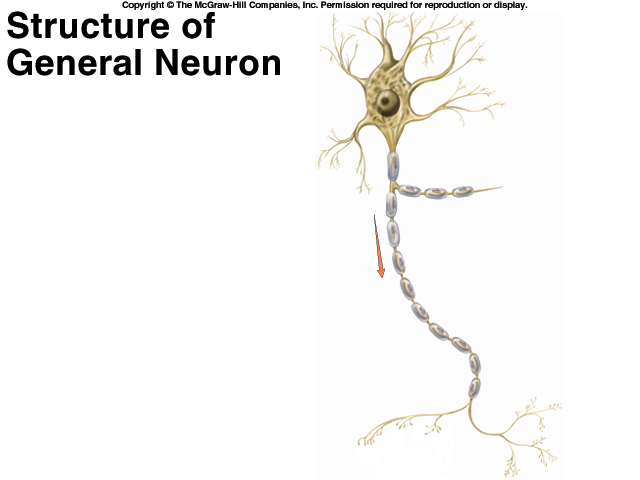 Copyright © The McGraw-Hill Companies, Inc. Permission required for reproduction or display.
Structure of
General Neuron